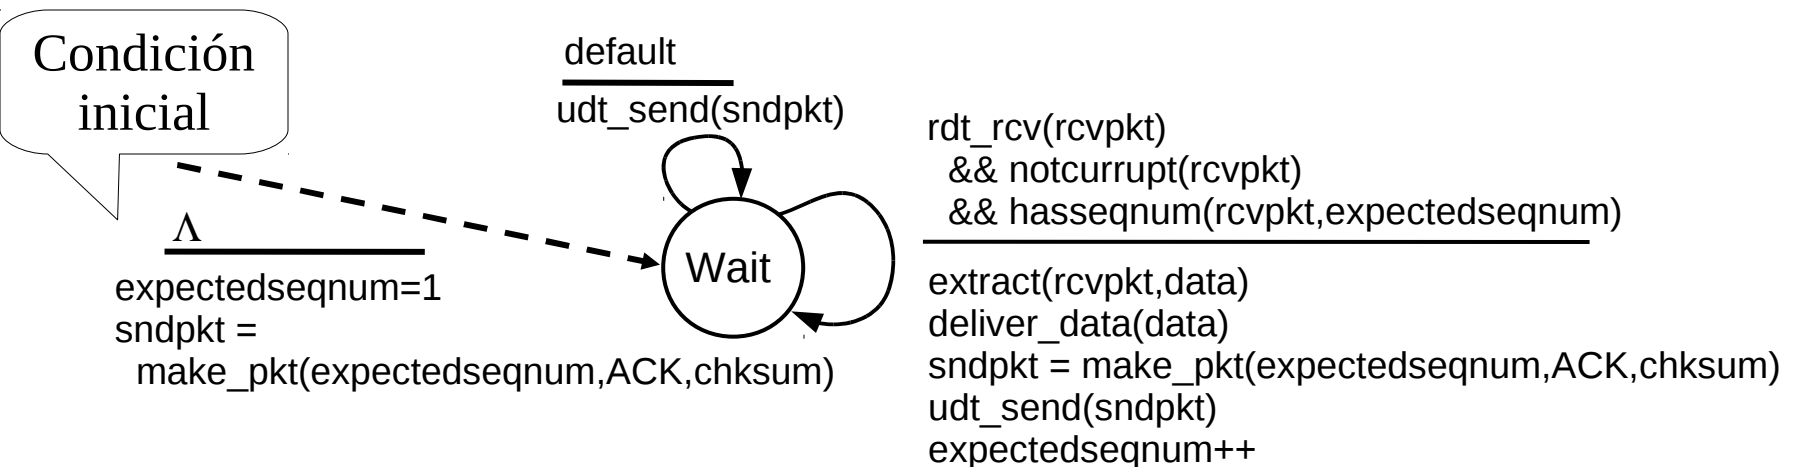 Condición
inicial
default
udt_send(sndpkt)
rdt_rcv(rcvpkt)
&& notcurrupt(rcvpkt)
&& hasseqnum(rcvpkt,expectedseqnum)
Λ
expectedseqnum=1
sndpkt =
make_pkt(expectedseqnum,ACK,chksum)
Wait
extract(rcvpkt,data)
deliver_data(data)
sndpkt = make_pkt(expectedseqnum,ACK,chksum)
udt_send(sndpkt)
expectedseqnum++